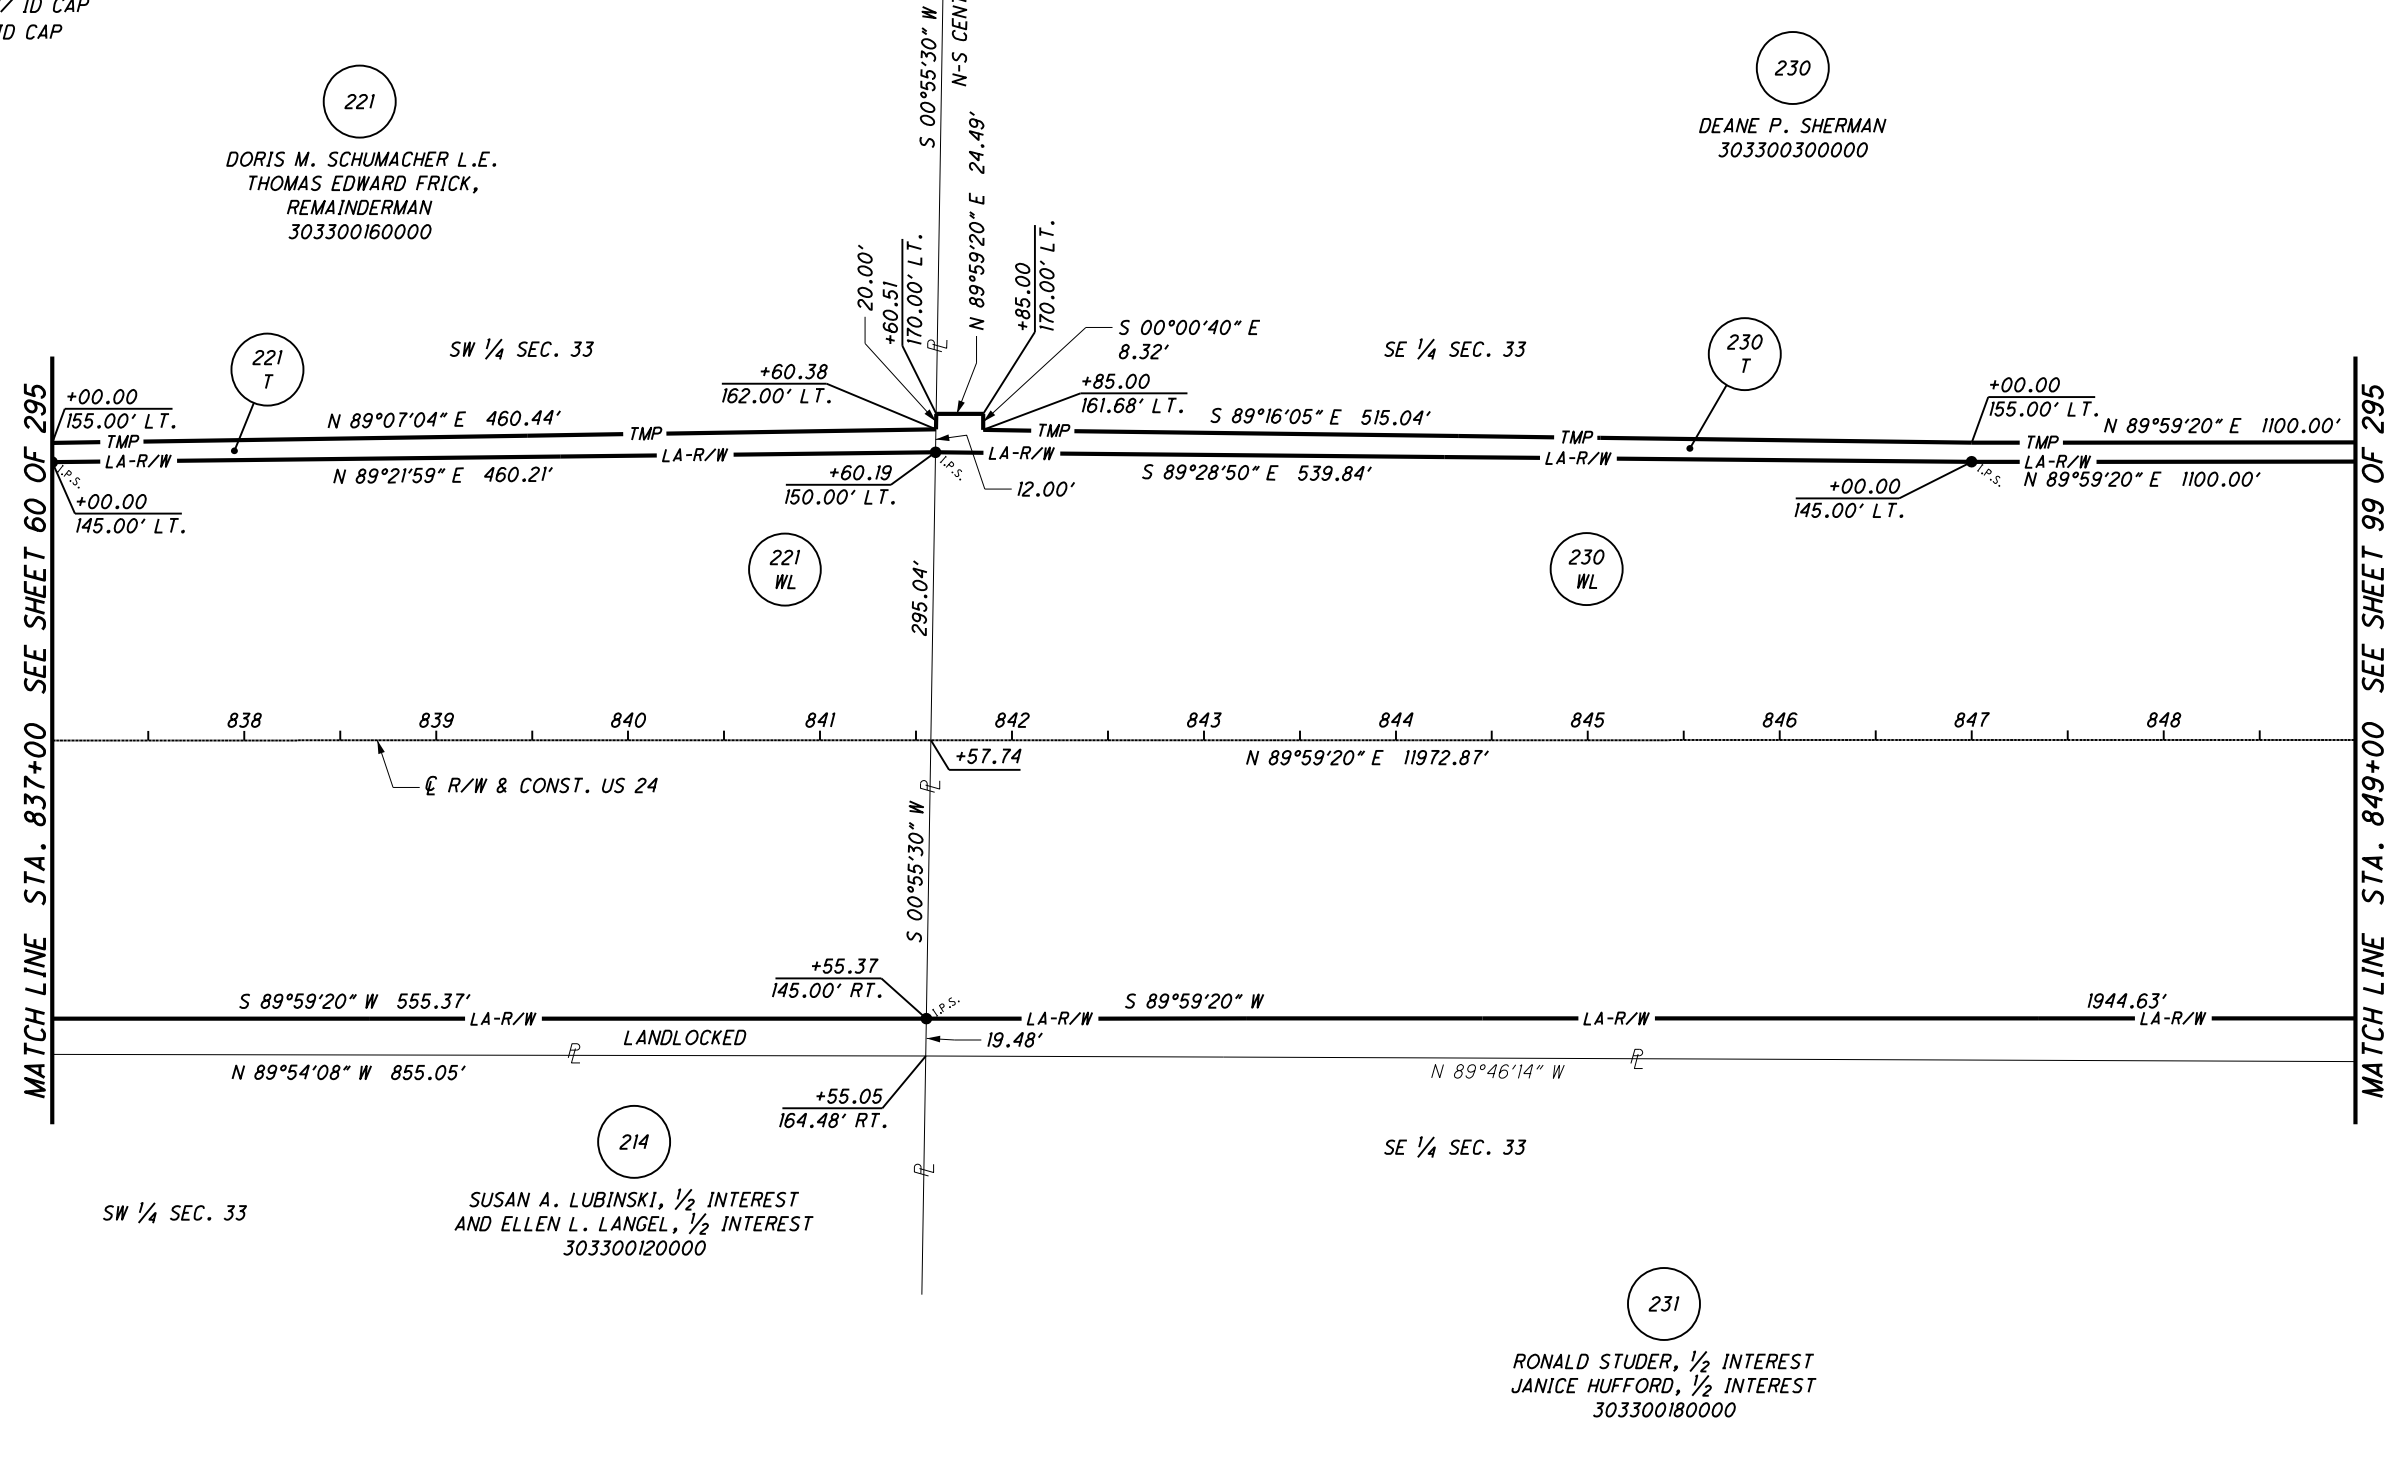 / ID CAP
ID CAP
S 00°55'30" W
N-S CENT
221
DORIS M. SCHUMACHER L.E.
THOMAS EDWARD FRICK,
REMAINDERMAN
303300160000
230
DEANE P. SHERMAN
303300300000
20.00'
+60.51
170.00' LT.
N 89°59'20" E 24.49'
+85.00
170.00' LT.
S 00°00'40" E
8.32'
PL
221
T
SW 1/4 SEC. 33
SE 1/4 SEC. 33
230
T
+60.38
162.00' LT.
+85.00
161.68' LT.
+00.00
155.00' LT.
+00.00
155.00' LT.
N 89°07'04" E 460.44'
S 89°16'05" E 515.04'
N 89°59'20" E 1100.00'
TMP
TMP
TMP
TMP
TMP
LA-R/W
LA-R/W
LA-R/W
LA-R/W
LA-R/W
I.P.S.
I.P.S.
I.P.S.
N 89°21'59" E 460.21'
S 89°28'50" E 539.84'
N 89°59'20" E 1100.00'
+00.00
145.00' LT.
+60.19
150.00' LT.
12.00'
+00.00
145.00' LT.
221
WL
230
WL
295.04'
MATCH LINE STA. 837+00 SEE SHEET 60 OF 295
MATCH LINE STA. 849+00 SEE SHEET 99 OF 295
838 839 840 841 842 843 844 845 846 847 848
+57.74
N 89°59'20" E 11972.87'
℄ R/W & CONST. US 24
PL
S 00°55'30" W
+55.37
145.00' RT.
I.P.S.
S 89°59'20" W 555.37'
S 89°59'20" W
1944.63'
LA-R/W
LA-R/W
LA-R/W
LA-R/W
LANDLOCKED
19.48'
PL
PL
N 89°54'08" W 855.05'
N 89°46'14" W
+55.05
164.48' RT.
214
SUSAN A. LUBINSKI, 1/2 INTEREST
AND ELLEN L. LANGEL, 1/2 INTEREST
303300120000
PL
SW 1/4 SEC. 33
SE 1/4 SEC. 33
231
RONALD STUDER, 1/2 INTEREST
JANICE HUFFORD, 1/2 INTEREST
303300180000